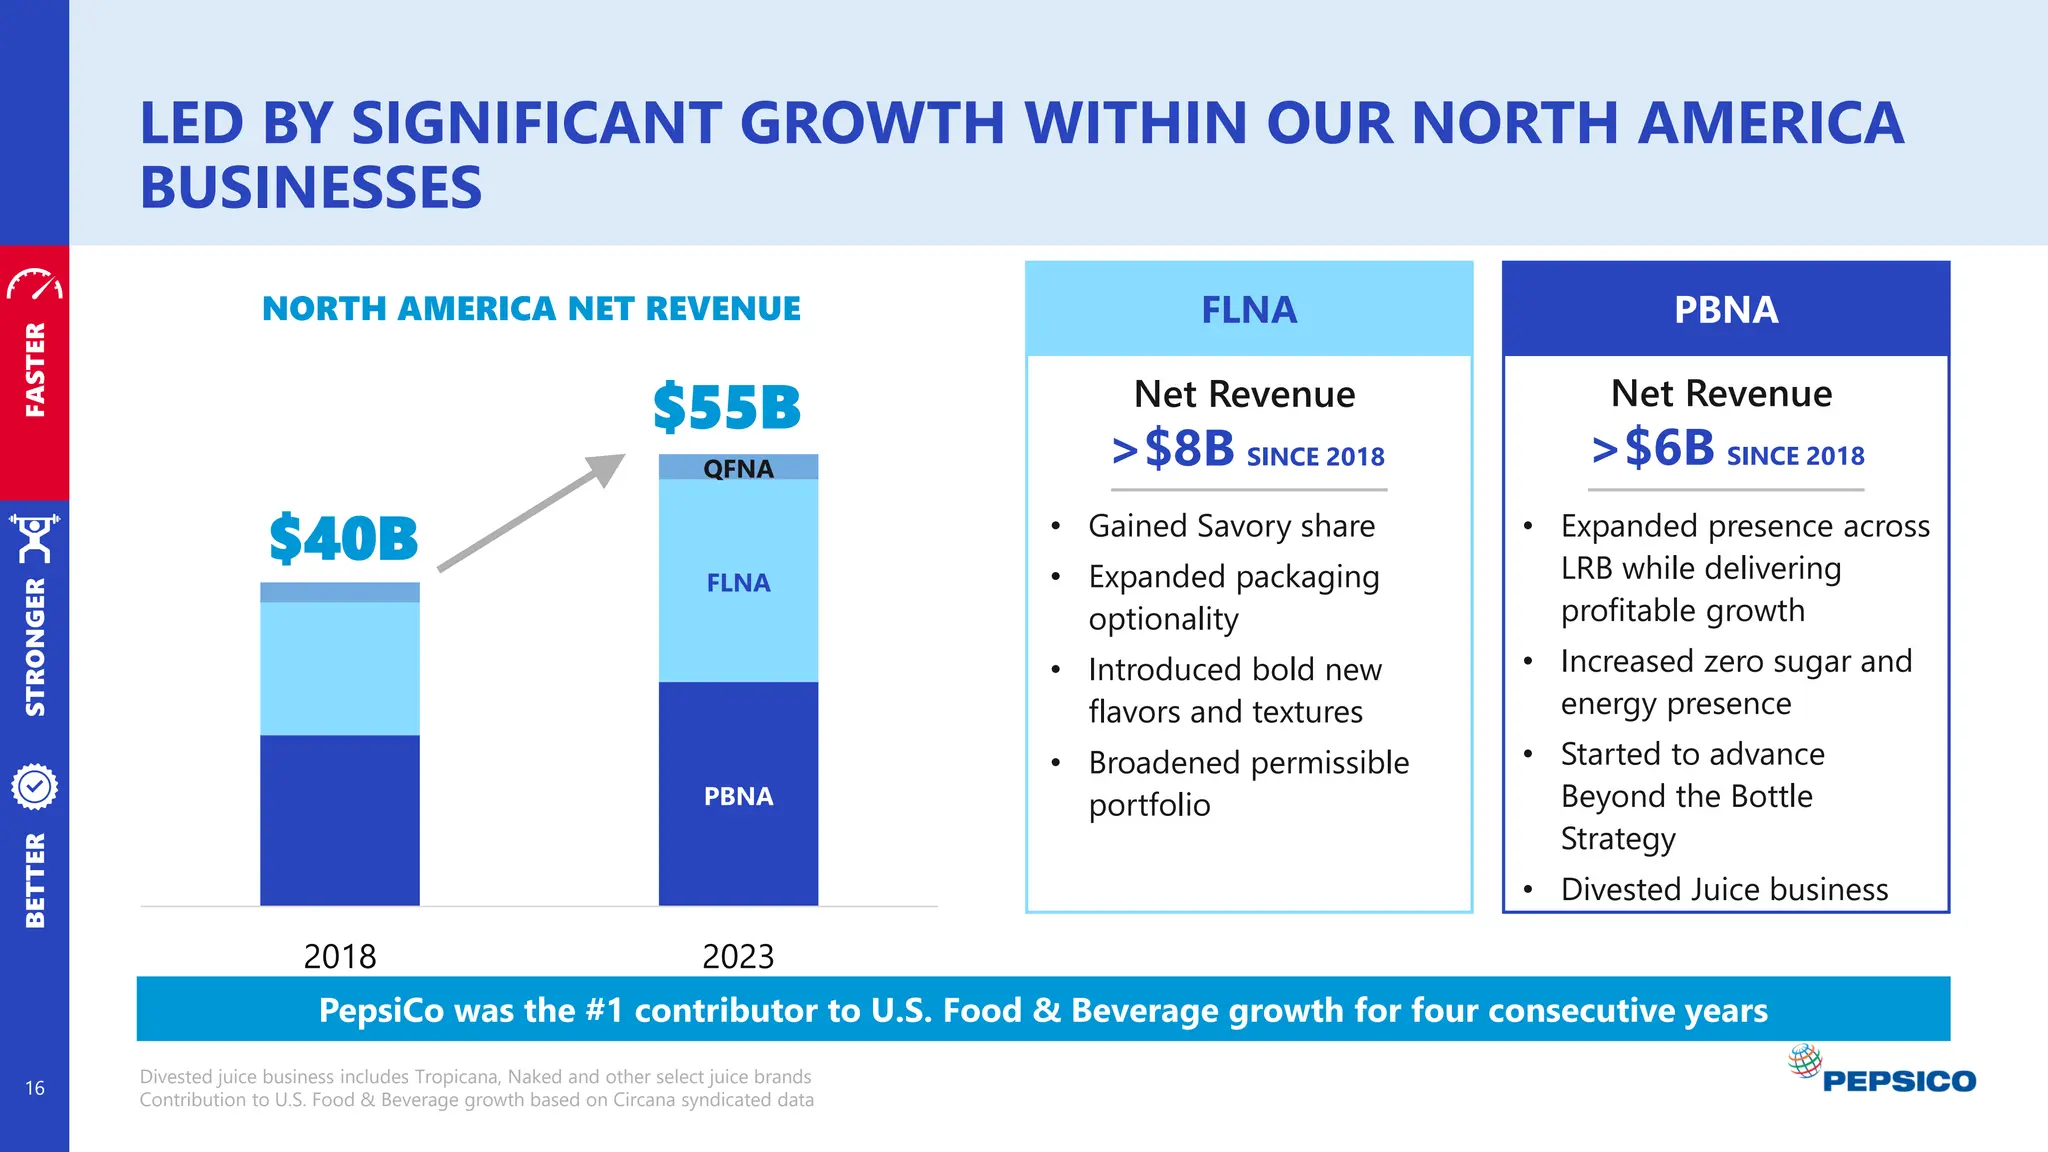 LED BY SIGNIFICANT GROWTH WITHIN OUR NORTH AMERICA
BUSINESSES
FASTER
STRONGER
BETTER
16
NORTH AMERICA NET REVENUE
$40B
$55B
QFNA
FLNA
PBNA
2018
2023
FLNA
Net Revenue
>$8B SINCE 2018
• Gained Savory share
• Expanded packaging
optionality
• Introduced bold new
flavors and textures
• Broadened permissible
portfolio
PBNA
Net Revenue
>$6B SINCE 2018
• Expanded presence across
LRB while delivering
profitable growth
• Increased zero sugar and
energy presence
• Started to advance
Beyond the Bottle
Strategy
• Divested Juice business
PepsiCo was the #1 contributor to U.S. Food & Beverage growth for four consecutive years
Divested juice business includes Tropicana, Naked and other select juice brands
Contribution to U.S. Food & Beverage growth based on Circana syndicated data
PEPSICO